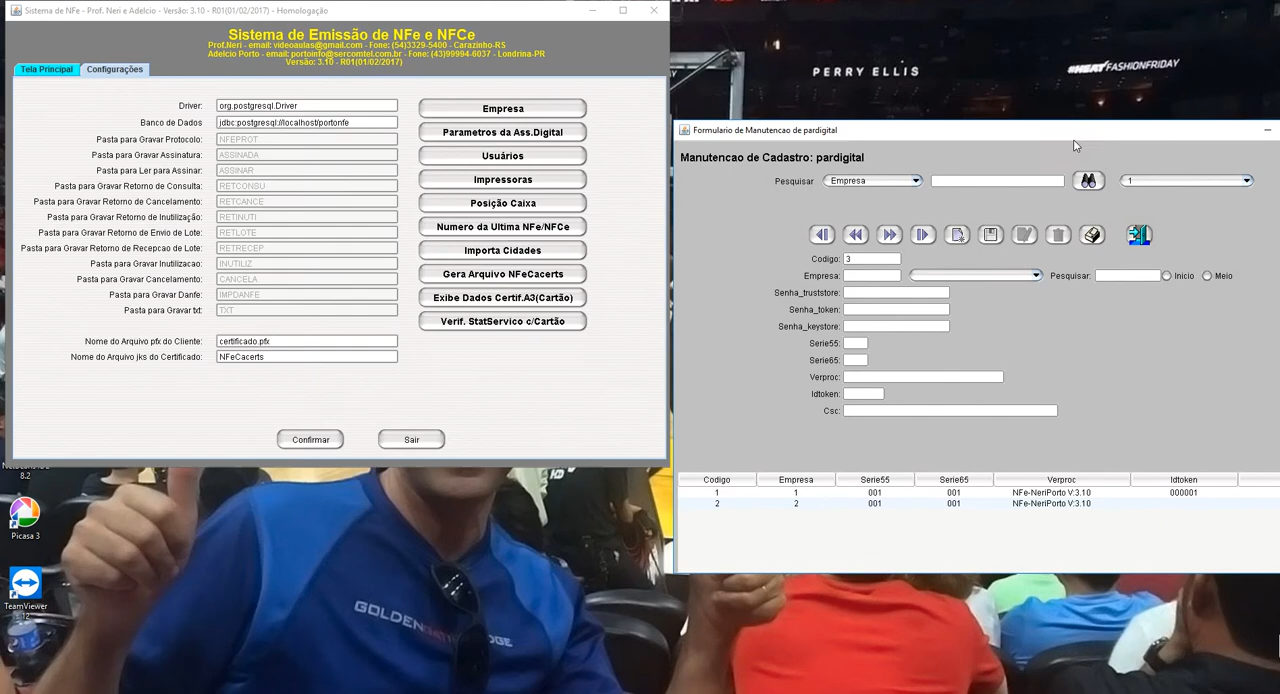 Sistema de NFe - Prof. Neri e Adelcio - Versão: 3.10 - R01(01/02/2017) - Homologação
Sistema de Emissão de NFe e NFCe
Prof.Neri - email: videoaulas@gmail.com - Fone: (54)3329-5400 - Carazinho-RS
Adelcio Porto - email: portoinfo@sercomtel.com.br - Fone: (43)99994-6037 - Londrina-PR
Versão: 3.10 - R01(01/02/2017)
Tela Principal
Configurações
Driver: org.postgresql.Driver
Banco de Dados jdbc:postgresql://localhost/portonfe
Pasta para Gravar Protocolo: NFEPROT
Pasta para Gravar Assinatura: ASSINADA
Pasta para Ler para Assinar: ASSINAR
Pasta para Gravar Retorno de Consulta: RETCONSU
Pasta para Gravar Retorno de Cancelamento: RETCANCE
Pasta para Gravar Retorno de Inutilização: RETINUTI
Pasta para Gravar Retorno de Envio de Lote: RETLOTE
Pasta para Gravar Retorno de Recepcao de Lote: RETRECEP
Pasta para Gravar Inutilizacao: INUTILIZ
Pasta para Gravar Cancelamento: CANCELA
Pasta para Gravar Danfe: IMPDANFE
Pasta para Gravar txt: TXT
Nome do Arquivo pfx do Cliente: certificado.pfx
Nome do Arquivo jks do Certificado: NFeCacerts
Empresa
Parametros da Ass.Digital
Usuários
Impressoras
Posição Caixa
Numero da Ultima NFe/NFCe
Importa Cidades
Gera Arquivo NFeCacerts
Exibe Dados Certif.A3(Cartão)
Verif. StatServico c/Cartão
Confirmar
Sair
PERRY ELLIS
#HEATFASHIONFRIDAY
Formulario de Manutencao de pardigital
Manutencao de Cadastro: pardigital
Pesquisar Empresa 1
Codigo: 3
Empresa: Pesquisar: Inicio Meio
Senha_truststore:
Senha_token:
Senha_keystore:
Serie55:
Serie65:
Verproc:
Idtoken:
Csc:
Codigo Empresa Serie55 Serie65 Verproc Idtoken
1 1 001 001 NFe-NeriPorto V:3.10 000001
2 2 001 001 NFe-NeriPorto V:3.10
8.2
Picasa 3
TeamViewer
12